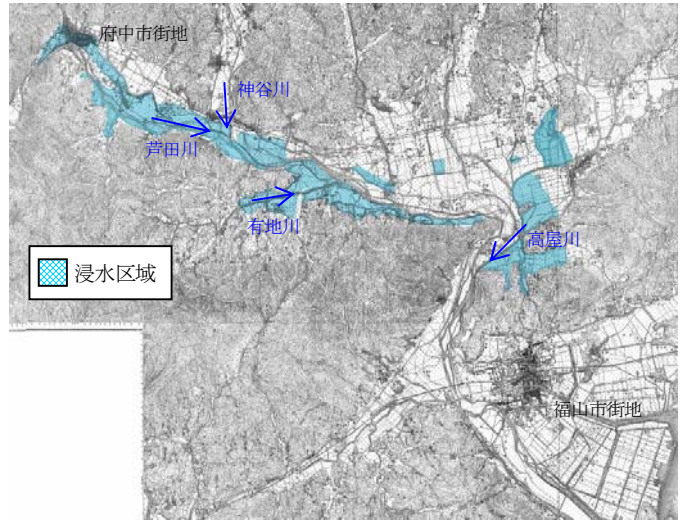 府中市街地
神谷川
芦田川
有地川
高屋川
浸水区域
福山市街地